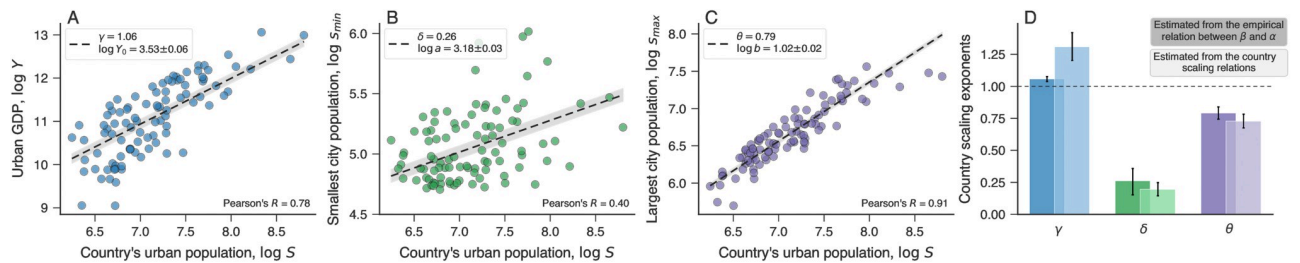 A
Urban GDP, log Y
13
12
11
10
9
γ = 1.06
log Y₀ = 3.53±0.06
Pearson's R = 0.78
6.5 7.0 7.5 8.0 8.5
Country's urban population, log S
B
Smallest city population, log s_min
6.0
5.5
5.0
4.5
δ = 0.26
log a = 3.18±0.03
Pearson's R = 0.40
6.5 7.0 7.5 8.0 8.5
Country's urban population, log S
C
Largest city population, log s_max
8.0
7.5
7.0
6.5
6.0
θ = 0.79
log b = 1.02±0.02
Pearson's R = 0.91
6.5 7.0 7.5 8.0 8.5
Country's urban population, log S
D
Country scaling exponents
1.25
1.00
0.75
0.50
0.25
0.00
Estimated from the empirical
relation between β and α
Estimated from the country
scaling relations
γ δ θ